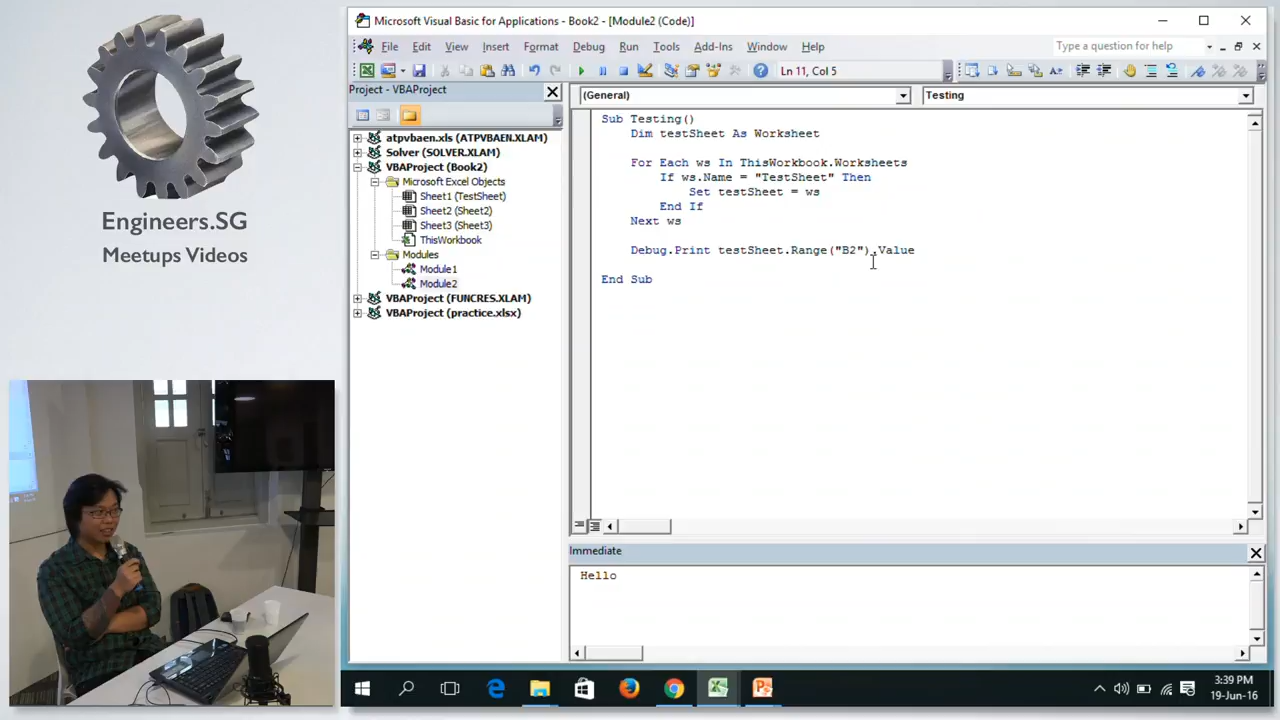 Engineers.SG
Meetups Videos
Microsoft Visual Basic for Applications - Book2 - [Module2 (Code)]
File Edit View Insert Format Debug Run Tools Add-Ins Window Help
Type a question for help
Ln 11, Col 5
Project - VBAProject
(General)
Testing
atpvbaen.xls (ATPVBAEN.XLAM)
Solver (SOLVER.XLAM)
VBAProject (Book2)
Microsoft Excel Objects
Sheet1 (TestSheet)
Sheet2 (Sheet2)
Sheet3 (Sheet3)
ThisWorkbook
Modules
Module1
Module2
VBAProject (FUNCRES.XLAM)
VBAProject (practice.xlsx)
Sub Testing()
Dim testSheet As Worksheet
For Each ws In ThisWorkbook.Worksheets
If ws.Name = "TestSheet" Then
Set testSheet = ws
End If
Next ws
Debug.Print testSheet.Range("B2").Value
End Sub
Immediate
Hello
3:39 PM
19-Jun-16